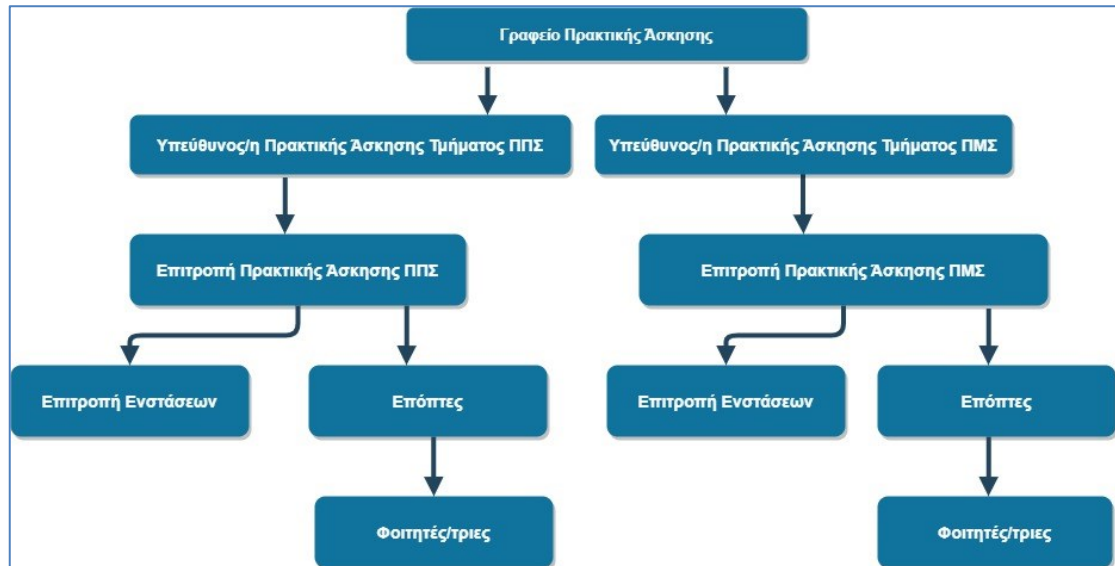 Γραφείο Πρακτικής Άσκησης
Υπεύθυνος/η Πρακτικής Άσκησης Τμήματος ΠΠΣ
Υπεύθυνος/η Πρακτικής Άσκησης Τμήματος ΠΜΣ
Επιτροπή Πρακτικής Άσκησης ΠΠΣ
Επιτροπή Πρακτικής Άσκησης ΠΜΣ
Επιτροπή Ενστάσεων
Επόπτες
Επιτροπή Ενστάσεων
Επόπτες
Φοιτητές/τριες
Φοιτητές/τριες